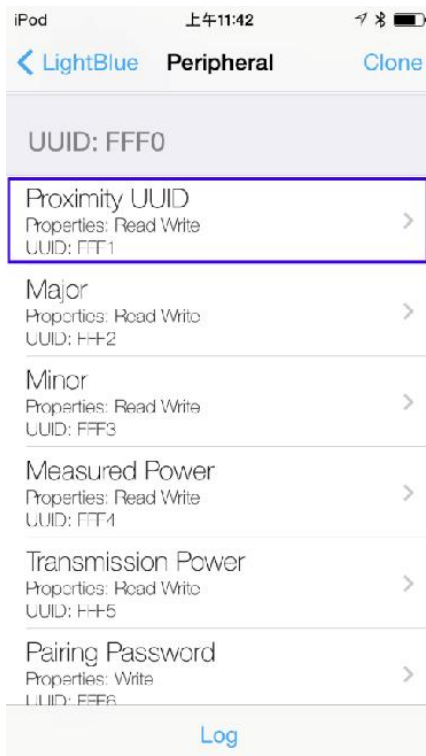 iPod 上午11:42
LightBlue Peripheral Clone
UUID: FFF0
Proximity UUID
Properties: Read Write
UUID: FFF1
Major
Properties: Read Write
UUID: FFF2
Minor
Properties: Read Write
UUID: FFF3
Measured Power
Properties: Read Write
UUID: FFF4
Transmission Power
Properties: Read Write
UUID: FFF5
Pairing Password
Properties: Write
UUID: FFF6
Log